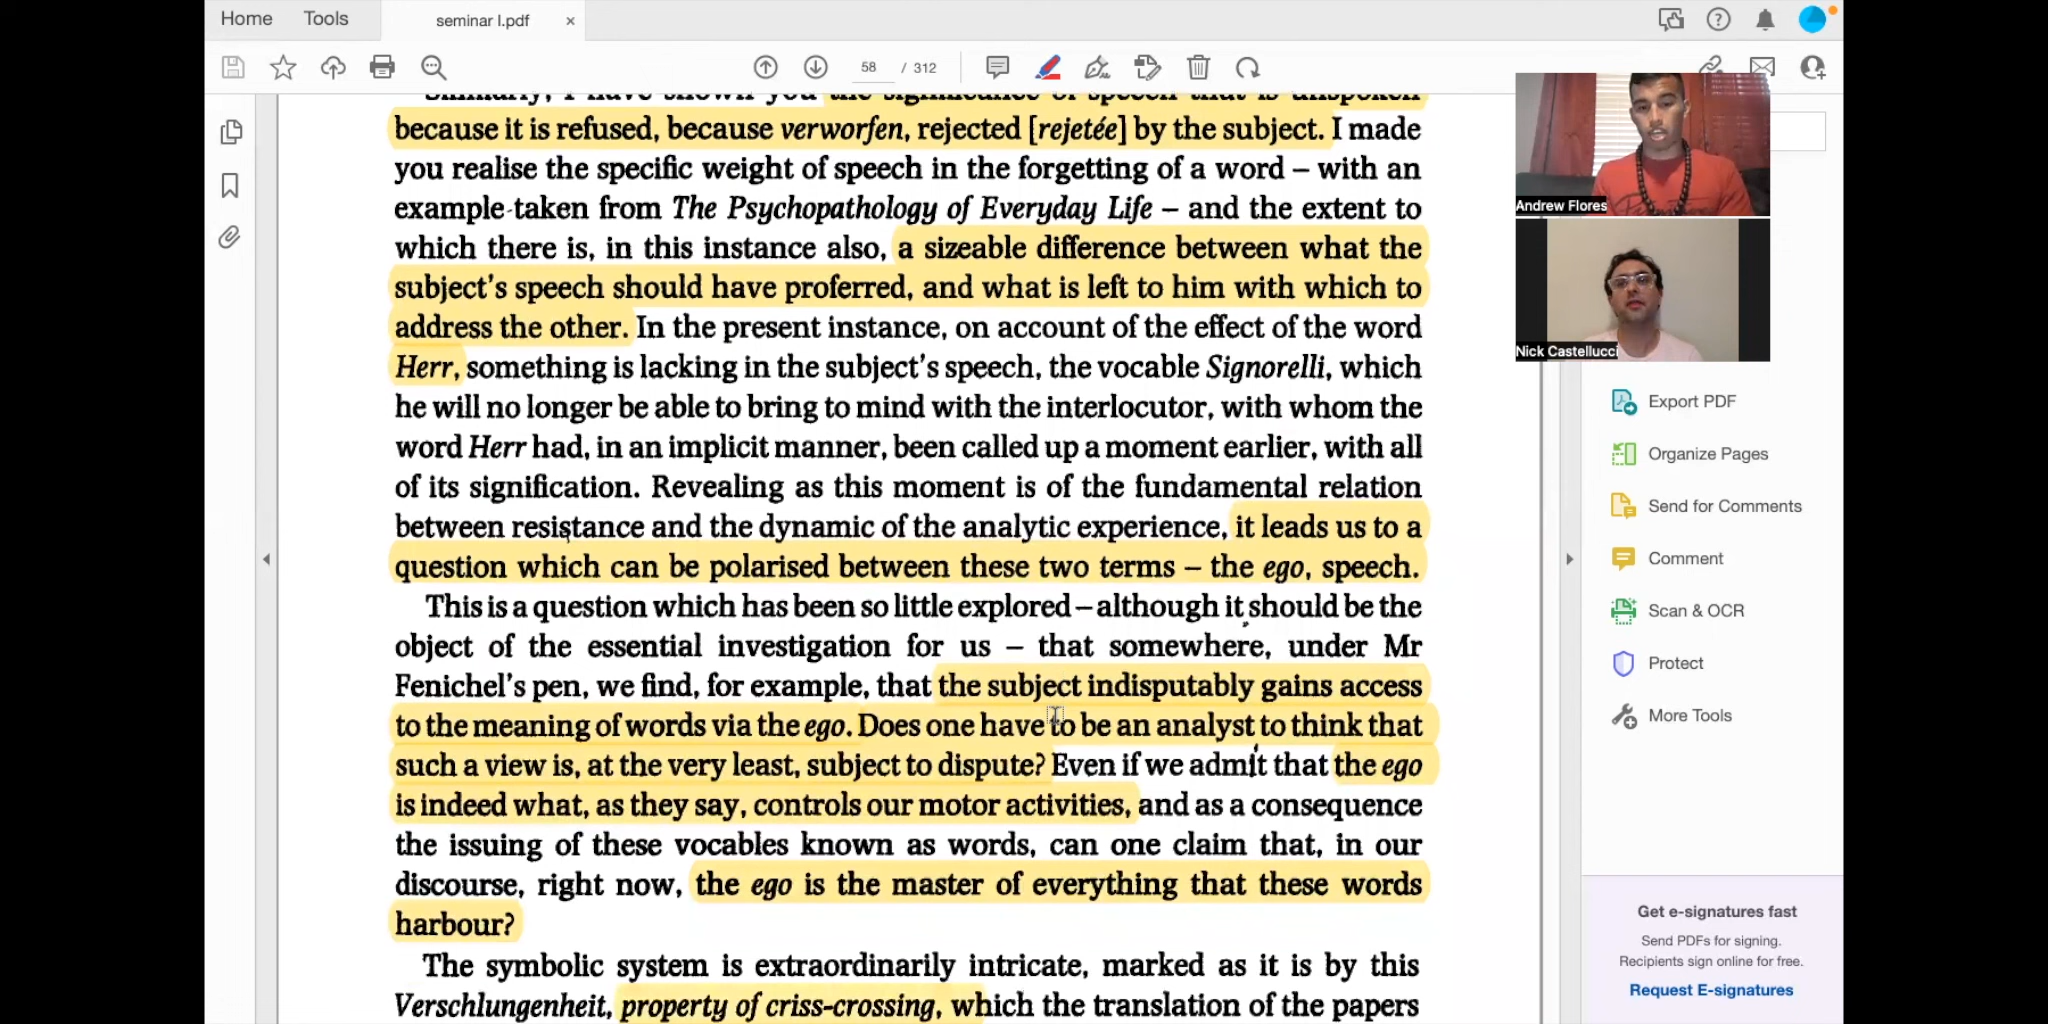 Home
Tools
seminar I.pdf
58 / 312
Similarly, I have shown you the significance of speech that is unspoken
because it is refused, because verworfen, rejected [rejetée] by the subject. I made
you realise the specific weight of speech in the forgetting of a word – with an
example taken from The Psychopathology of Everyday Life – and the extent to
which there is, in this instance also, a sizeable difference between what the
subject's speech should have proferred, and what is left to him with which to
address the other. In the present instance, on account of the effect of the word
Herr, something is lacking in the subject's speech, the vocable Signorelli, which
he will no longer be able to bring to mind with the interlocutor, with whom the
word Herr had, in an implicit manner, been called up a moment earlier, with all
of its signification. Revealing as this moment is of the fundamental relation
between resistance and the dynamic of the analytic experience, it leads us to a
question which can be polarised between these two terms – the ego, speech.
This is a question which has been so little explored – although it should be the
object of the essential investigation for us – that somewhere, under Mr
Fenichel's pen, we find, for example, that the subject indisputably gains access
to the meaning of words via the ego. Does one have to be an analyst to think that
such a view is, at the very least, subject to dispute? Even if we admit that the ego
is indeed what, as they say, controls our motor activities, and as a consequence
the issuing of these vocables known as words, can one claim that, in our
discourse, right now, the ego is the master of everything that these words
harbour?
The symbolic system is extraordinarily intricate, marked as it is by this
Verschlungenheit, property of criss-crossing, which the translation of the papers
Andrew Flores
Nick Castellucci
Export PDF
Organize Pages
Send for Comments
Comment
Scan & OCR
Protect
More Tools
Get e-signatures fast
Send PDFs for signing.
Recipients sign online for free.
Request E-signatures